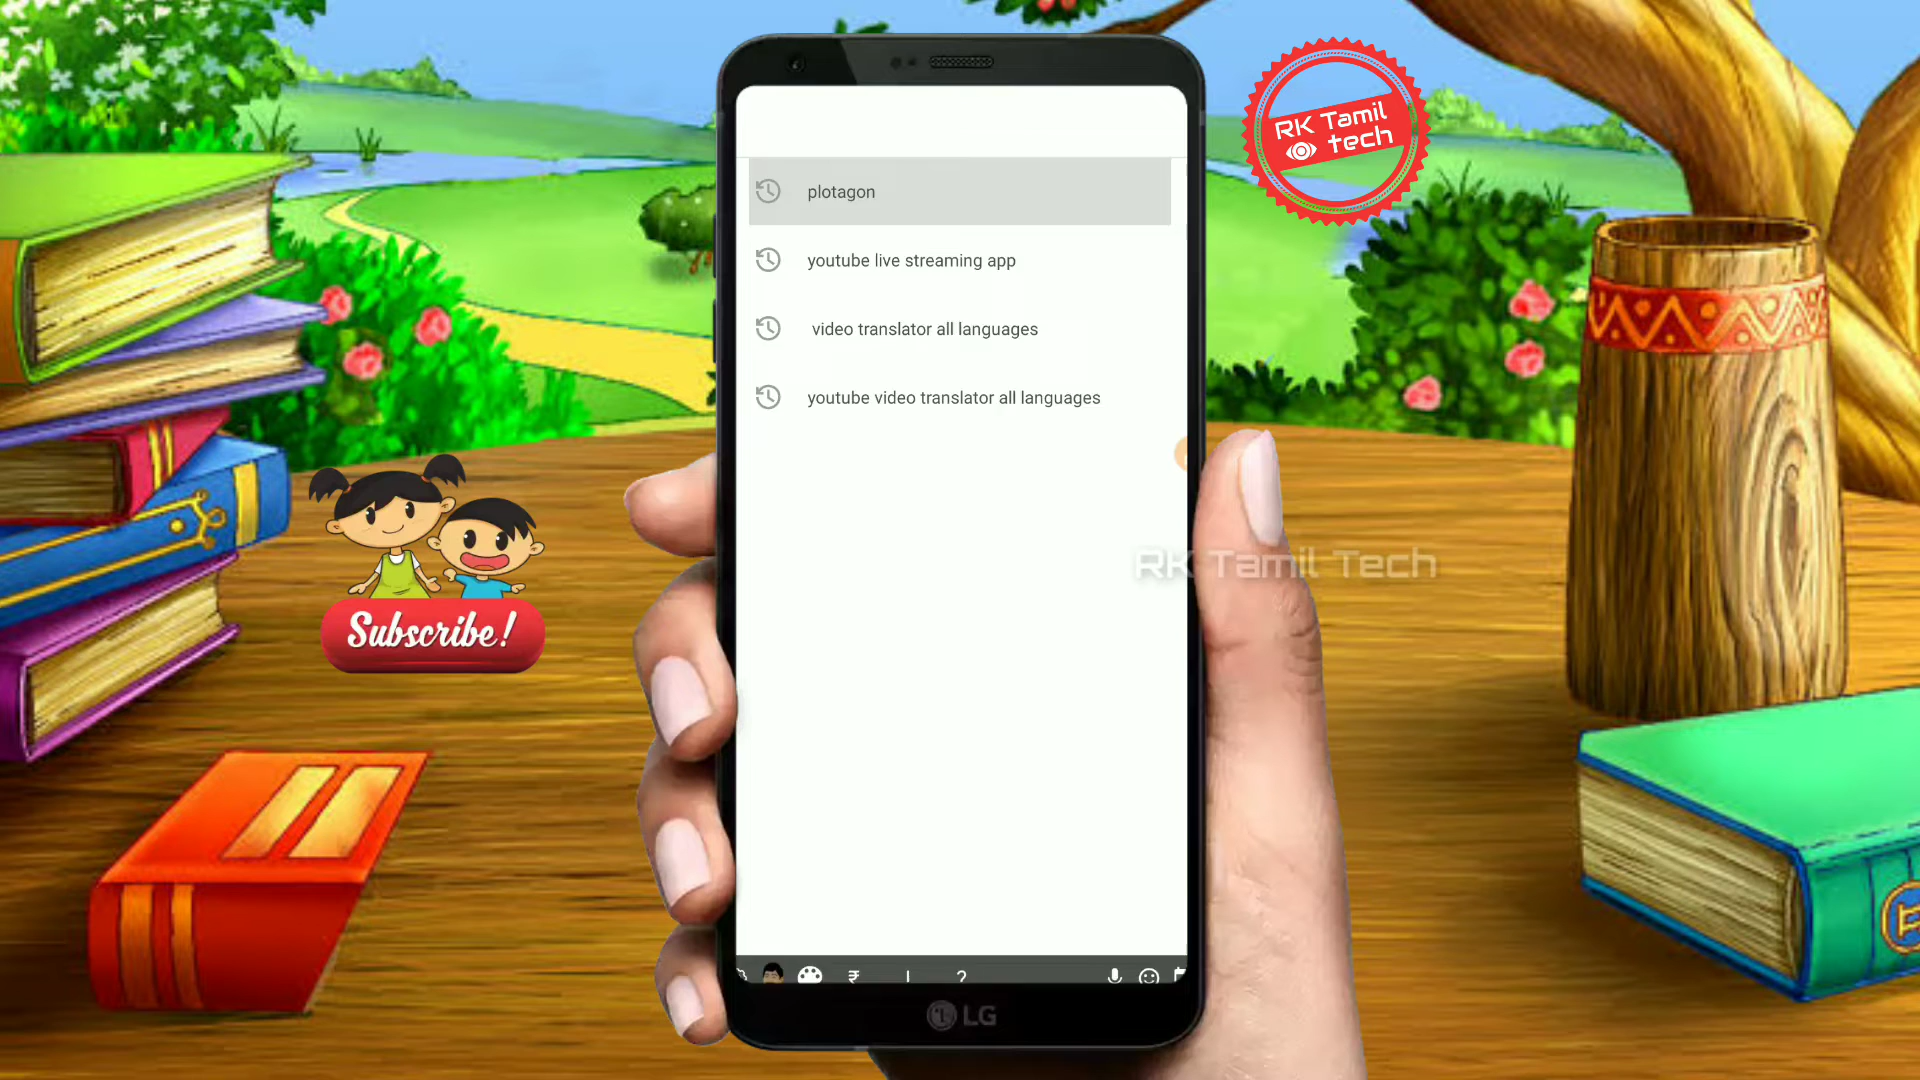 RK Tamil
tech
plotagon
youtube live streaming app
video translator all languages
youtube video translator all languages
RK Tamil Tech
Subscribe!
₹ ! ?
LG